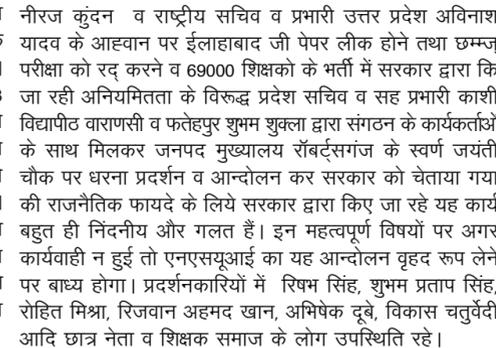 नीरज कुंदन व राष्ट्रीय सचिव व प्रभारी उत्तर प्रदेश अविनाश
यादव के आह्वान पर ईलाहाबाद जी पेपर लीक होने तथा छम्म्ज्
परीक्षा को रद् करने व 69000 शिक्षको के भर्ती में सरकार द्वारा कि
जा रही अनियमितता के विरूद्ध प्रदेश सचिव व सह प्रभारी काशी
विद्यापीठ वाराणसी व फतेहपुर शुभम शुक्ला द्वारा संगठन के कार्यकर्ताओं
के साथ मिलकर जनपद मुख्यालय रॉबर्ट्सगंज के स्वर्ण जयंती
चौक पर धरना प्रदर्शन व आन्दोलन कर सरकार को चेताया गया
की राजनैतिक फायदे के लिये सरकार द्वारा किए जा रहे यह कार्य
बहुत ही निंदनीय और गलत हैं। इन महत्वपूर्ण विषयों पर अगर
कार्यवाही न हुई तो एनएसयूआई का यह आन्दोलन वृहद रूप लेने
पर बाध्य होगा। प्रदर्शनकारियों में रिषभ सिंह, शुभम प्रताप सिंह,
रोहित मिश्रा, रिजवान अहमद खान, अभिषेक दूबे, विकास चतुर्वेदी
आदि छात्र नेता व शिक्षक समाज के लोग उपस्थिति रहे।